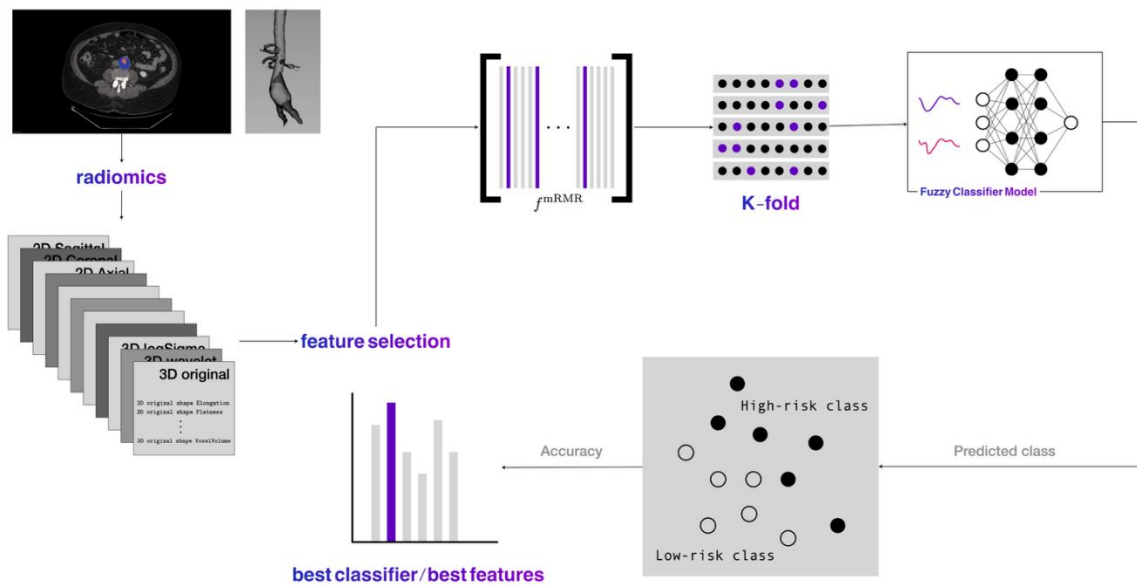 radiomics
2D Sagittal
2D Coronal
2D Axial
3D logSigma
3D wavelet
3D original
3D original shape Elongation
3D original shape Flatness
3D original shape VoxelVolume
feature selection
f^mRMR
K-fold
Fuzzy Classifier Model
Predicted class
High-risk class
Low-risk class
Accuracy
best classifier/best features